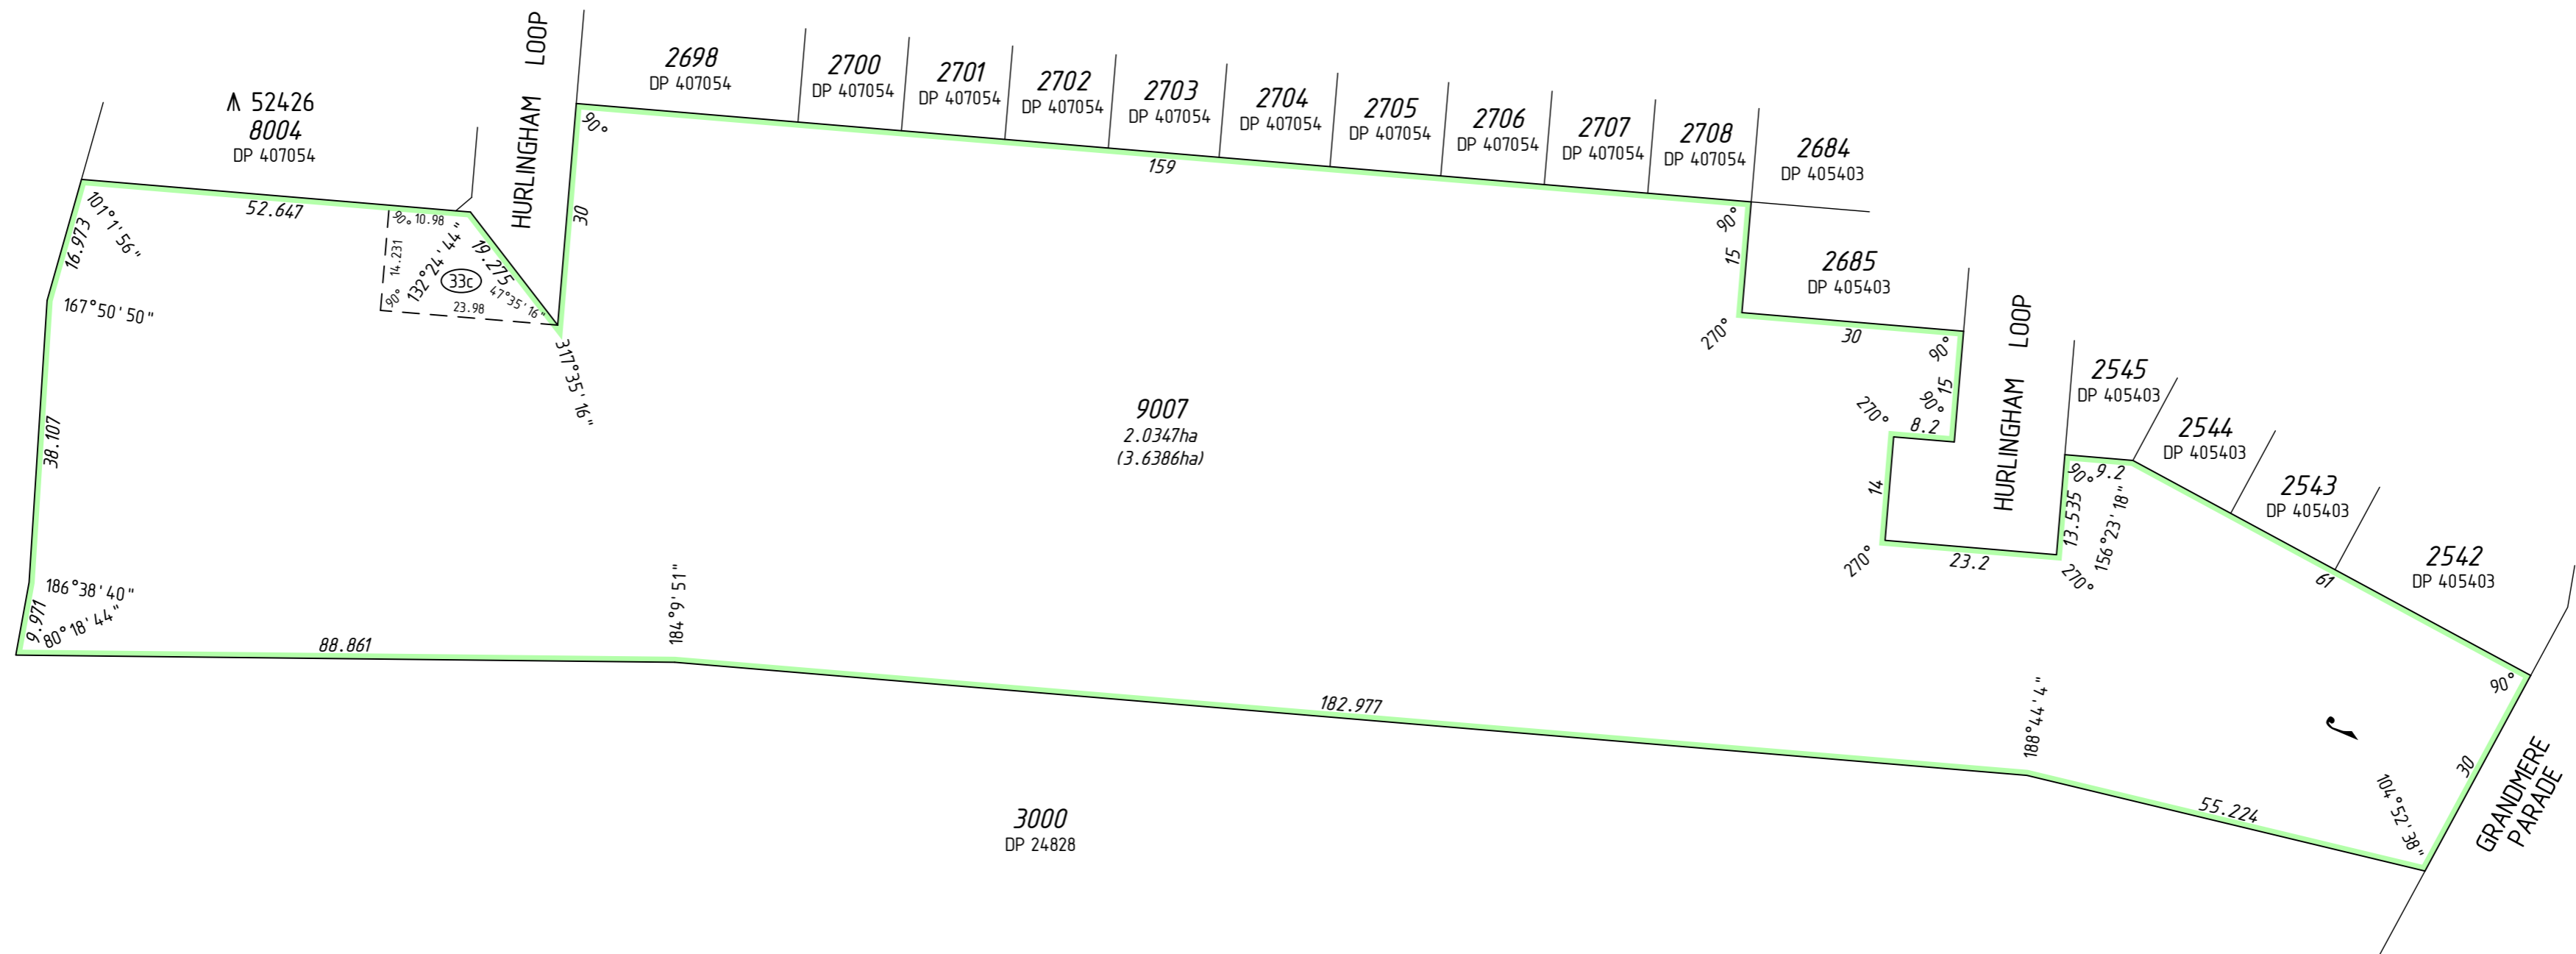 HURLINGHAM LOOP
2698
DP 407054
2700
DP 407054
2701
DP 407054
2702
DP 407054
2703
DP 407054
2704
DP 407054
2705
DP 407054
2706
DP 407054
2707
DP 407054
2708
DP 407054
2684
DP 405403
52426
8004
DP 407054
90°
159
52.647
101°1'56"
16.973
90°
10.98
14.231
132°24'44"
19.275
33c
90°
23.98
47°35'16"
30
317°35'16"
167°50'50"
90°
15
2685
DP 405403
270°
30
90°
15
90°
270°
8.2
HURLINGHAM LOOP
2545
DP 405403
2544
DP 405403
2543
DP 405403
2542
DP 405403
9007
2.0347ha
(3.6386ha)
38.107
14
90°
9.2
13.535
156°23'18"
270°
23.2
270°
61
186°38'40"
9.971
80°18'44"
88.861
184°9'51"
182.977
188°44'4"
90°
30
55.224
104°52'38"
GRANDMERE
PARADE
3000
DP 24828